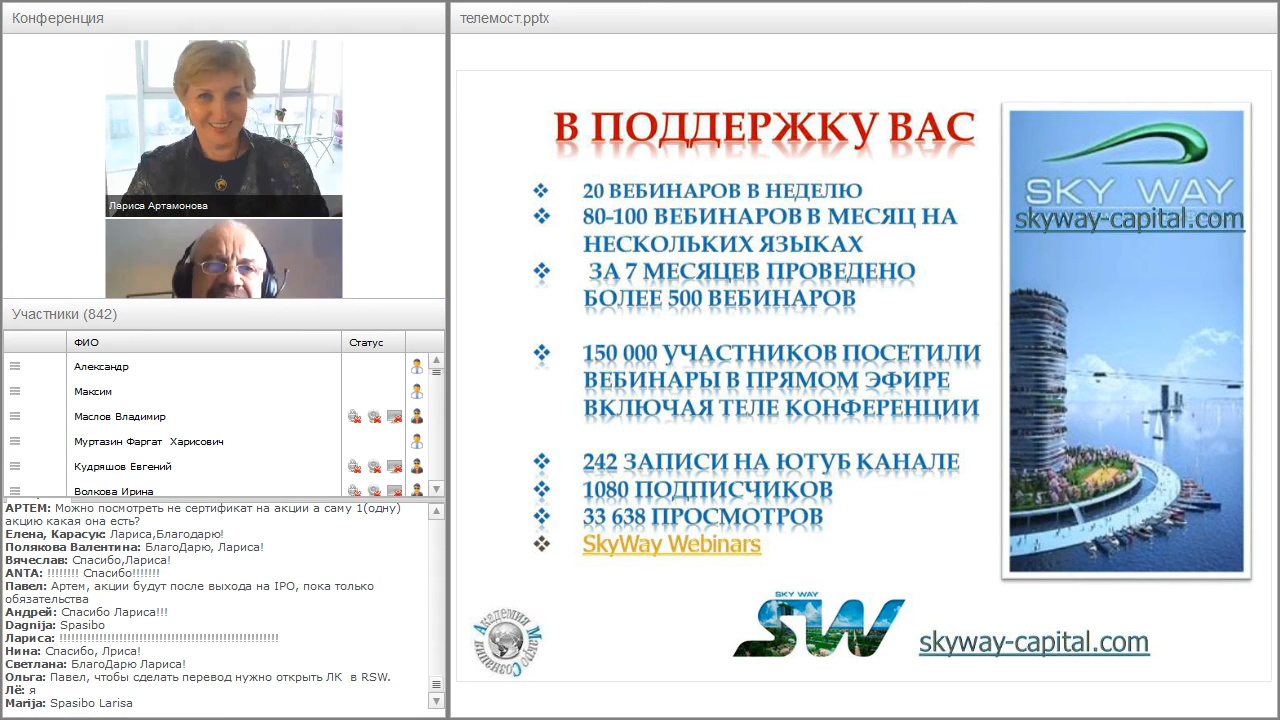 Конференция
Лариса Артамонова
Участники (842)
ФИО
Статус
Александр
Максим
Маслов Владимир
Муртазин Фаргат Харисович
Кудряшов Евгений
Волкова Ирина
АРТЕМ: Можно посмотреть не сертификат на акции а саму 1(одну)
акцию какая она есть?
Елена, Карасук: Лариса,Благодарю!
Полякова Валентина: БлагоДарю, Лариса!
Вячеслав: Спасибо,Лариса!
ANTA: !!!!!!!! Спасибо!!!!!!!
Павел: Артем, акции будут после выхода на IPO, пока только
обязательства
Андрей: Спасибо Лариса!!!
Dagnija: Spasibo
Лариса: !!!!!!!!!!!!!!!!!!!!!!!!!!!!!!!!!!!!!!!!!!!!!!!!
Нина: Спасибо, Лриса!
Светлана: БлагоДарю Лариса!
Ольга: Павел, чтобы сделать перевод нужно открыть ЛК в RSW.
Лё: я
Marija: Spasibo Larisa
телемост.pptx
В ПОДДЕРЖКУ ВАС
20 ВЕБИНАРОВ В НЕДЕЛЮ
80-100 ВЕБИНАРОВ В МЕСЯЦ НА
НЕСКОЛЬКИХ ЯЗЫКАХ
ЗА 7 МЕСЯЦЕВ ПРОВЕДЕНО
БОЛЕЕ 500 ВЕБИНАРОВ
150 000 УЧАСТНИКОВ ПОСЕТИЛИ
ВЕБИНАРЫ В ПРЯМОМ ЭФИРЕ
ВКЛЮЧАЯ ТЕЛЕ КОНФЕРЕНЦИИ
242 ЗАПИСИ НА ЮТУБ КАНАЛЕ
1080 ПОДПИСЧИКОВ
33 638 ПРОСМОТРОВ
SkyWay Webinars
SKY WAY
skyway-capital.com
Академия Макро Сознания
SKY WAY
SW
skyway-capital.com